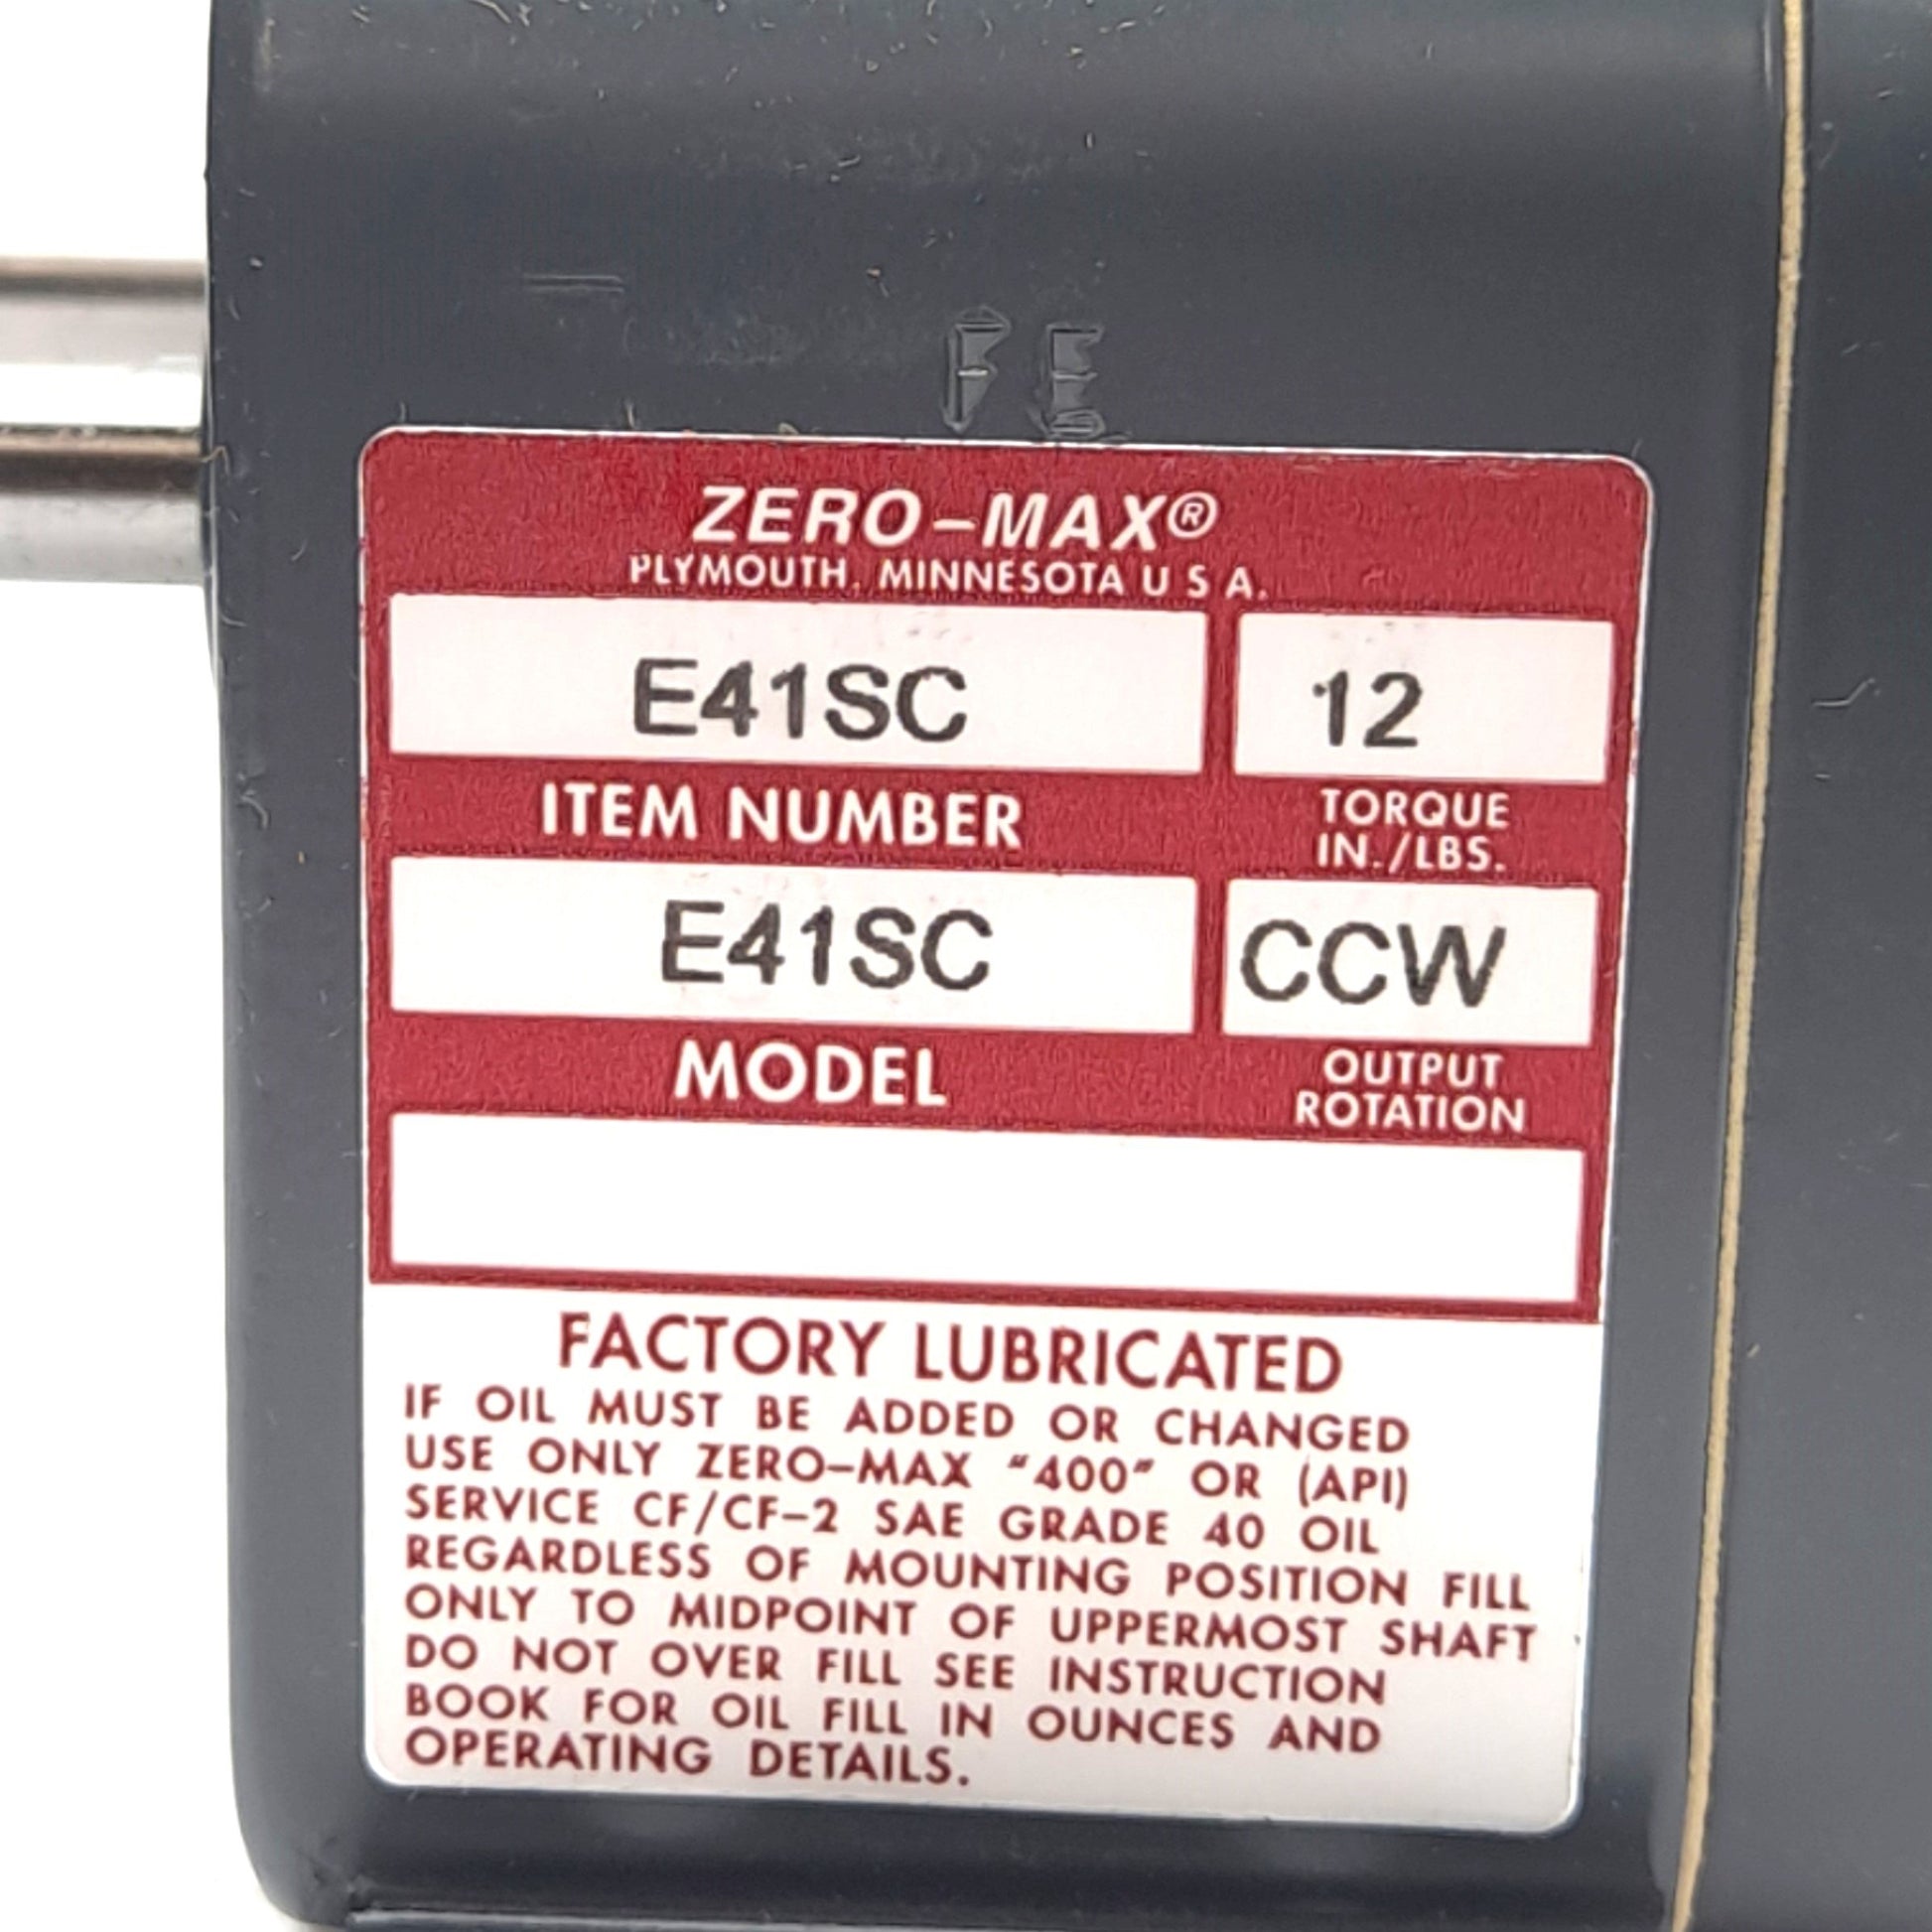 FE
ZERO-MAX®
PLYMOUTH, MINNESOTA U S A.
E41SC
12
ITEM NUMBER
TORQUE
IN./LBS.
E41SC
CCW
MODEL
OUTPUT
ROTATION
FACTORY LUBRICATED
IF OIL MUST BE ADDED OR CHANGED
USE ONLY ZERO-MAX "400" OR (API)
SERVICE CF/CF-2 SAE GRADE 40 OIL
REGARDLESS OF MOUNTING POSITION FILL
ONLY TO MIDPOINT OF UPPERMOST SHAFT
DO NOT OVER FILL SEE INSTRUCTION
BOOK FOR OIL FILL IN OUNCES AND
OPERATING DETAILS.